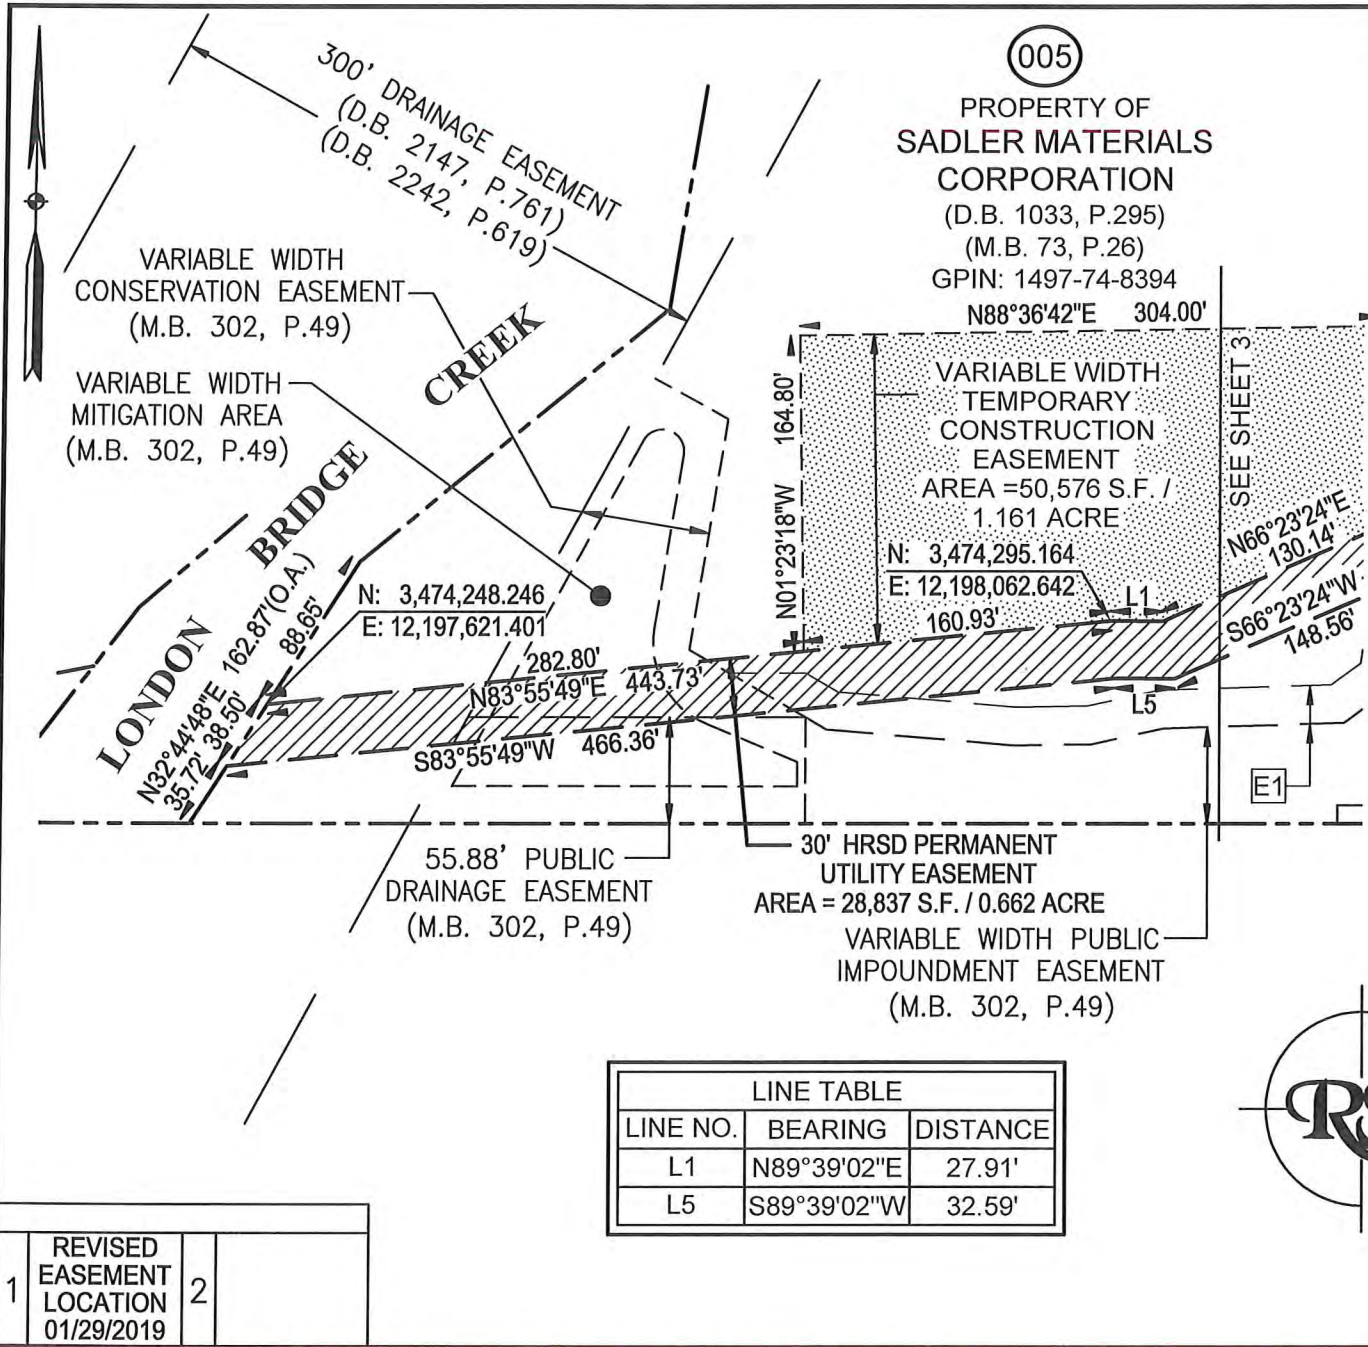 300' DRAINAGE EASEMENT
(D.B. 2147, P.761)
(D.B. 2242, P.619)
005
PROPERTY OF
SADLER MATERIALS
CORPORATION
(D.B. 1033, P.295)
(M.B. 73, P.26)
GPIN: 1497-74-8394
N88°36'42"E 304.00'
VARIABLE WIDTH
CONSERVATION EASEMENT
(M.B. 302, P.49)
VARIABLE WIDTH
MITIGATION AREA
(M.B. 302, P.49)
LONDON BRIDGE CREEK
N01°23'18"W 164.80'
VARIABLE WIDTH
TEMPORARY
CONSTRUCTION
EASEMENT
AREA =50,576 S.F. /
1.161 ACRE
SEE SHEET 3
N: 3,474,295.164
E: 12,198,062.642
N: 3,474,248.246
E: 12,197,621.401
N32°44'48"E 162.87'(O.A.)
35.72' 38.50' 88.65'
282.80'
N83°55'49"E 443.73'
160.93'
L1
N66°23'24"E
130.14'
S66°23'24"W
148.56'
S83°55'49"W 466.36'
L5
E1
55.88' PUBLIC
DRAINAGE EASEMENT
(M.B. 302, P.49)
30' HRSD PERMANENT
UTILITY EASEMENT
AREA = 28,837 S.F. / 0.662 ACRE
VARIABLE WIDTH PUBLIC
IMPOUNDMENT EASEMENT
(M.B. 302, P.49)
LINE TABLE
LINE NO. BEARING DISTANCE
L1 N89°39'02"E 27.91'
L5 S89°39'02"W 32.59'
1 REVISED
EASEMENT
LOCATION
01/29/2019
2